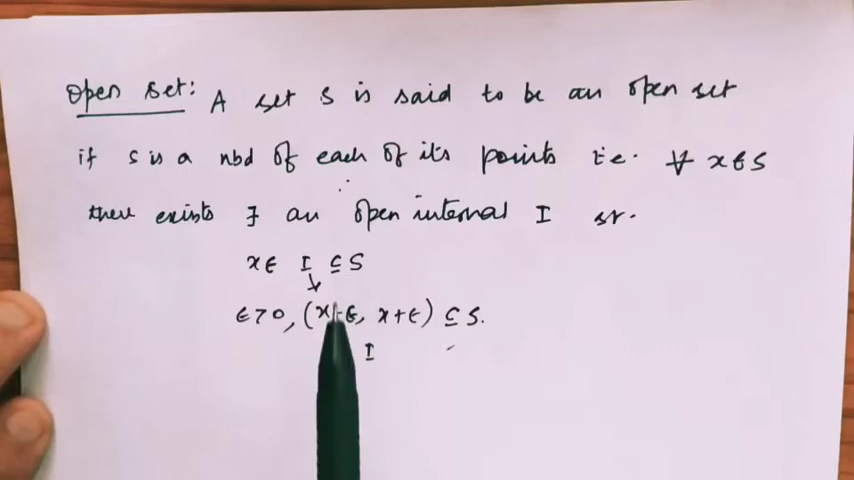 Open set: A set S is said to be an open set
if S is a nbd of each of its points i.e. ∀ x∈S
there exists ∃ an open interval I st.
x∈ I ⊆ S
↓
∈>0, (x-∈, x+∈) ⊆ S.
I